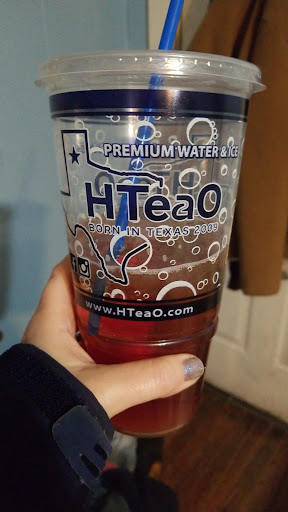 PREMIUM WATER & ICE
HTeaO
BORN IN TEXAS 2009
www.HTeaO.com